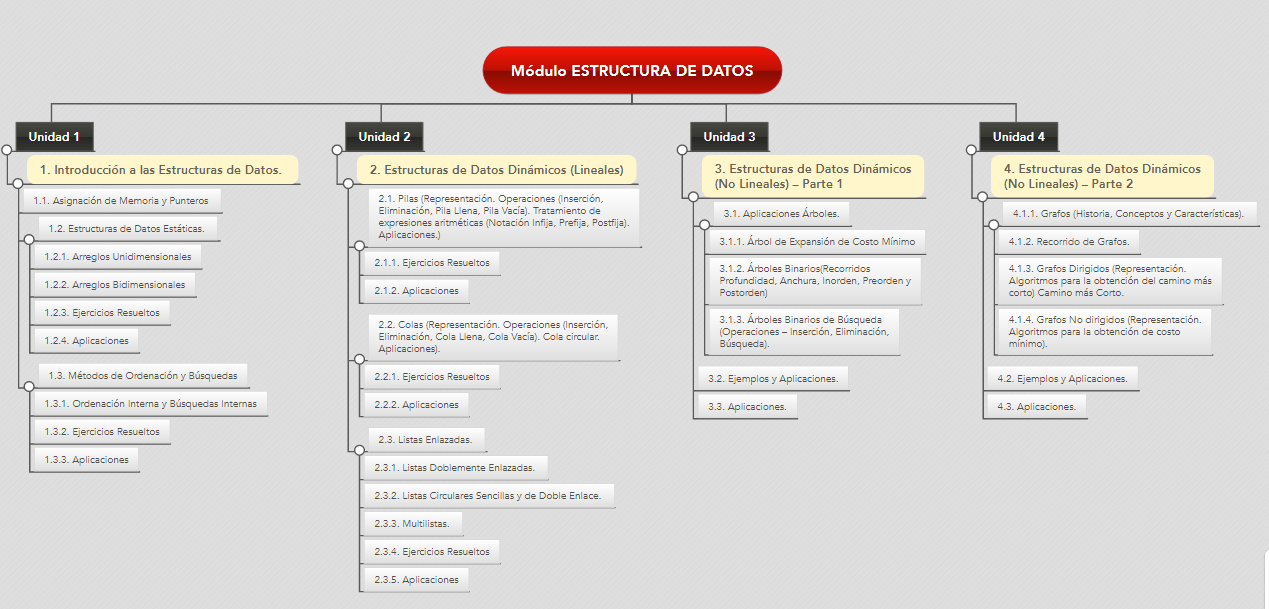 Módulo ESTRUCTURA DE DATOS
Unidad 1
1. Introducción a las Estructuras de Datos.
1.1. Asignación de Memoria y Punteros
1.2. Estructuras de Datos Estáticas.
1.2.1. Arreglos Unidimensionales
1.2.2. Arreglos Bidimensionales
1.2.3. Ejercicios Resueltos
1.2.4. Aplicaciones
1.3. Métodos de Ordenación y Búsquedas
1.3.1. Ordenación Interna y Búsquedas Internas
1.3.2. Ejercicios Resueltos
1.3.3. Aplicaciones
Unidad 2
2. Estructuras de Datos Dinámicos (Lineales)
2.1. Pilas (Representación. Operaciones (Inserción,
Eliminación, Pila Llena, Pila Vacía). Tratamiento de
expresiones aritméticas (Notación Infija, Prefija, Postfija).
Aplicaciones.)
2.1.1. Ejercicios Resueltos
2.1.2. Aplicaciones
2.2. Colas (Representación. Operaciones (Inserción,
Eliminación, Cola Llena, Cola Vacía). Cola circular.
Aplicaciones).
2.2.1. Ejercicios Resueltos
2.2.2. Aplicaciones
2.3. Listas Enlazadas.
2.3.1. Listas Doblemente Enlazadas.
2.3.2. Listas Circulares Sencillas y de Doble Enlace.
2.3.3. Multilistas.
2.3.4. Ejercicios Resueltos
2.3.5. Aplicaciones
Unidad 3
3. Estructuras de Datos Dinámicos
(No Lineales) – Parte 1
3.1. Aplicaciones Árboles.
3.1.1. Árbol de Expansión de Costo Mínimo
3.1.2. Árboles Binarios(Recorridos
Profundidad, Anchura, Inorden, Preorden y
Postorden)
3.1.3. Árboles Binarios de Búsqueda
(Operaciones – Inserción, Eliminación,
Búsqueda).
3.2. Ejemplos y Aplicaciones.
3.3. Aplicaciones.
Unidad 4
4. Estructuras de Datos Dinámicos
(No Lineales) – Parte 2
4.1.1. Grafos (Historia, Conceptos y Características).
4.1.2. Recorrido de Grafos.
4.1.3. Grafos Dirigidos (Representación.
Algoritmos para la obtención del camino más
corto) Camino más Corto.
4.1.4. Grafos No dirigidos (Representación.
Algoritmos para la obtención de costo
mínimo).
4.2. Ejemplos y Aplicaciones.
4.3. Aplicaciones.